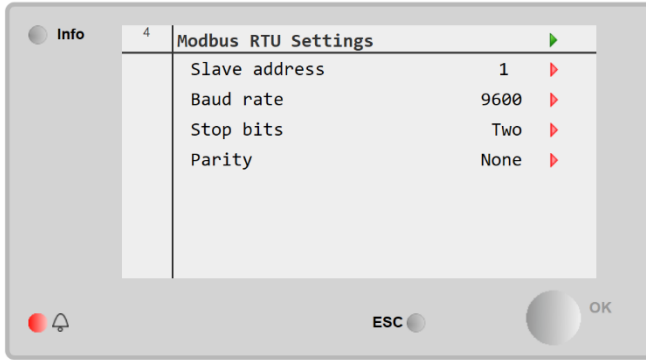 Info
4
Modbus RTU Settings
Slave address 1
Baud rate 9600
Stop bits Two
Parity None
ESC
OK